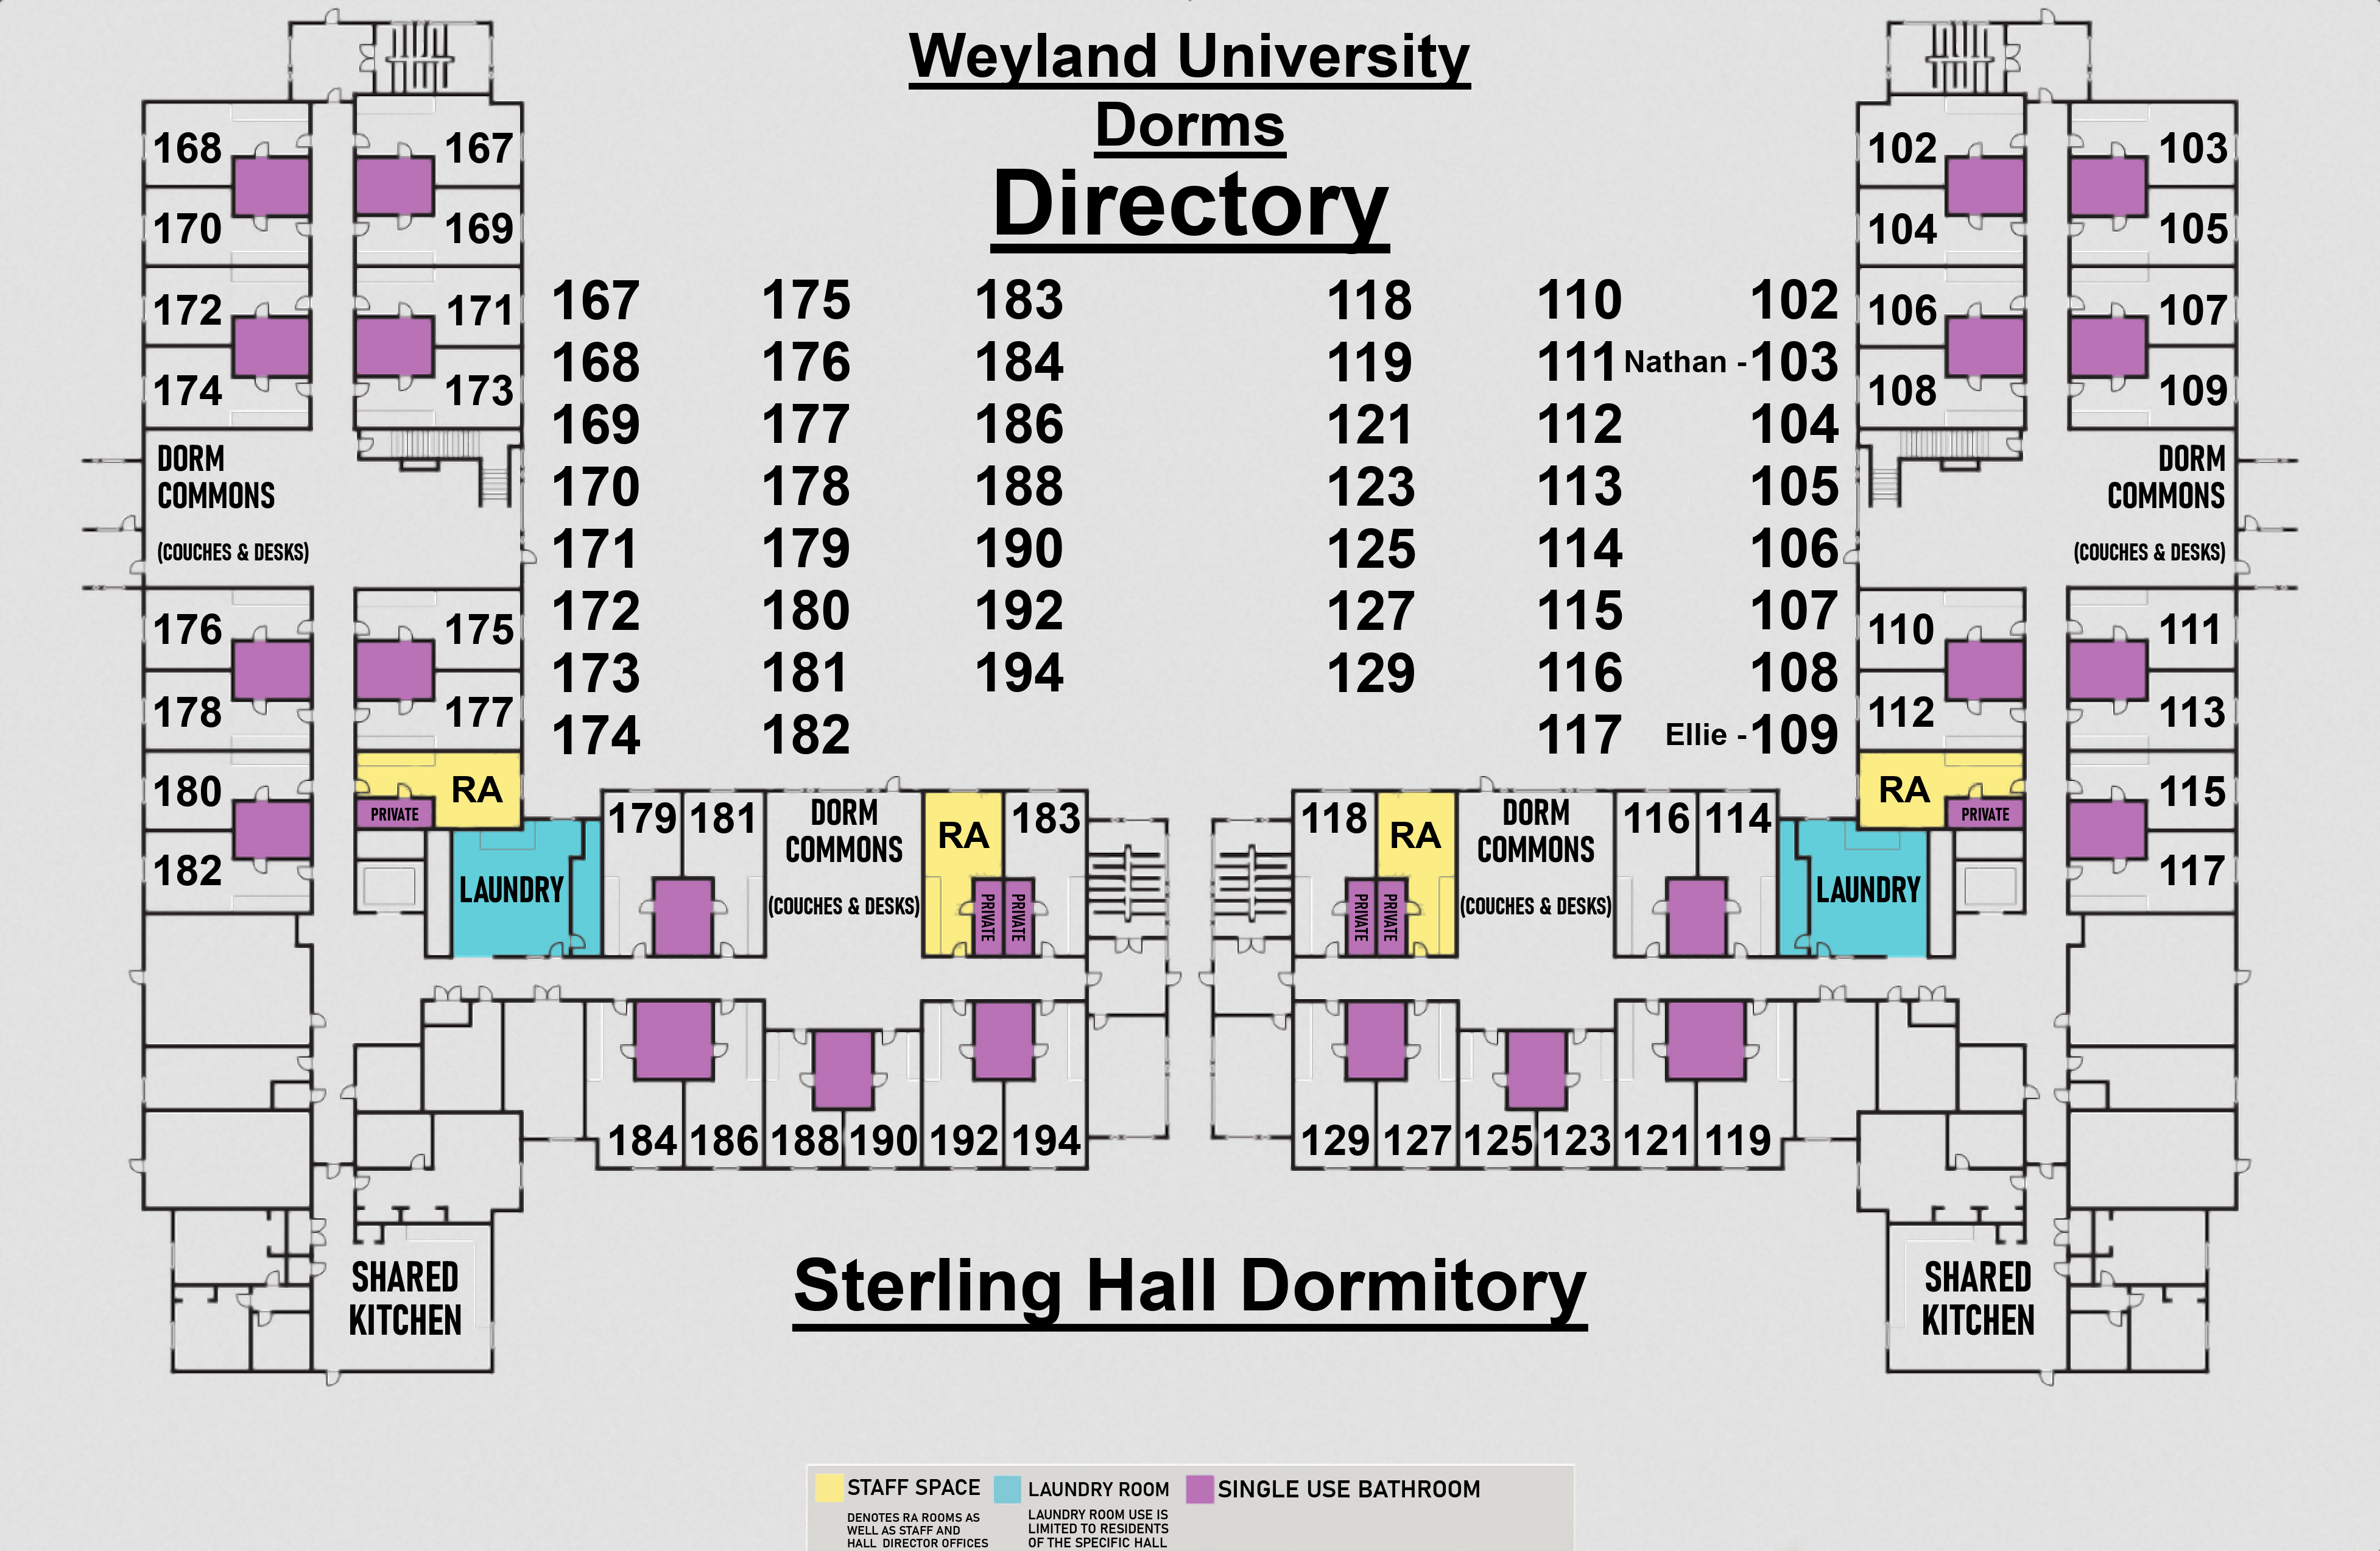 Weyland University
Dorms
Directory
168
167
102
103
170
169
104
105
172
171
106
107
174
173
108
109
DORM
COMMONS
(COUCHES & DESKS)
DORM
COMMONS
(COUCHES & DESKS)
167 175 183 118 110 102
168 176 184 119 111 Nathan - 103
169 177 186 121 112 104
170 178 188 123 113 105
171 179 190 125 114 106
172 180 192 127 115 107
173 181 194 129 116 108
174 182 117 Ellie - 109
176
175
110
111
178
177
112
113
180
RA
PRIVATE
RA
PRIVATE
115
182
117
LAUNDRY
179
181
DORM
COMMONS
(COUCHES & DESKS)
RA
183
PRIVATE
PRIVATE
118
RA
PRIVATE
PRIVATE
DORM
COMMONS
(COUCHES & DESKS)
116
114
LAUNDRY
184 186 188 190 192 194
129 127 125 123 121 119
SHARED
KITCHEN
SHARED
KITCHEN
Sterling Hall Dormitory
STAFF SPACE
DENOTES RA ROOMS AS
WELL AS STAFF AND
HALL DIRECTOR OFFICES
LAUNDRY ROOM
LAUNDRY ROOM USE IS
LIMITED TO RESIDENTS
OF THE SPECIFIC HALL
SINGLE USE BATHROOM